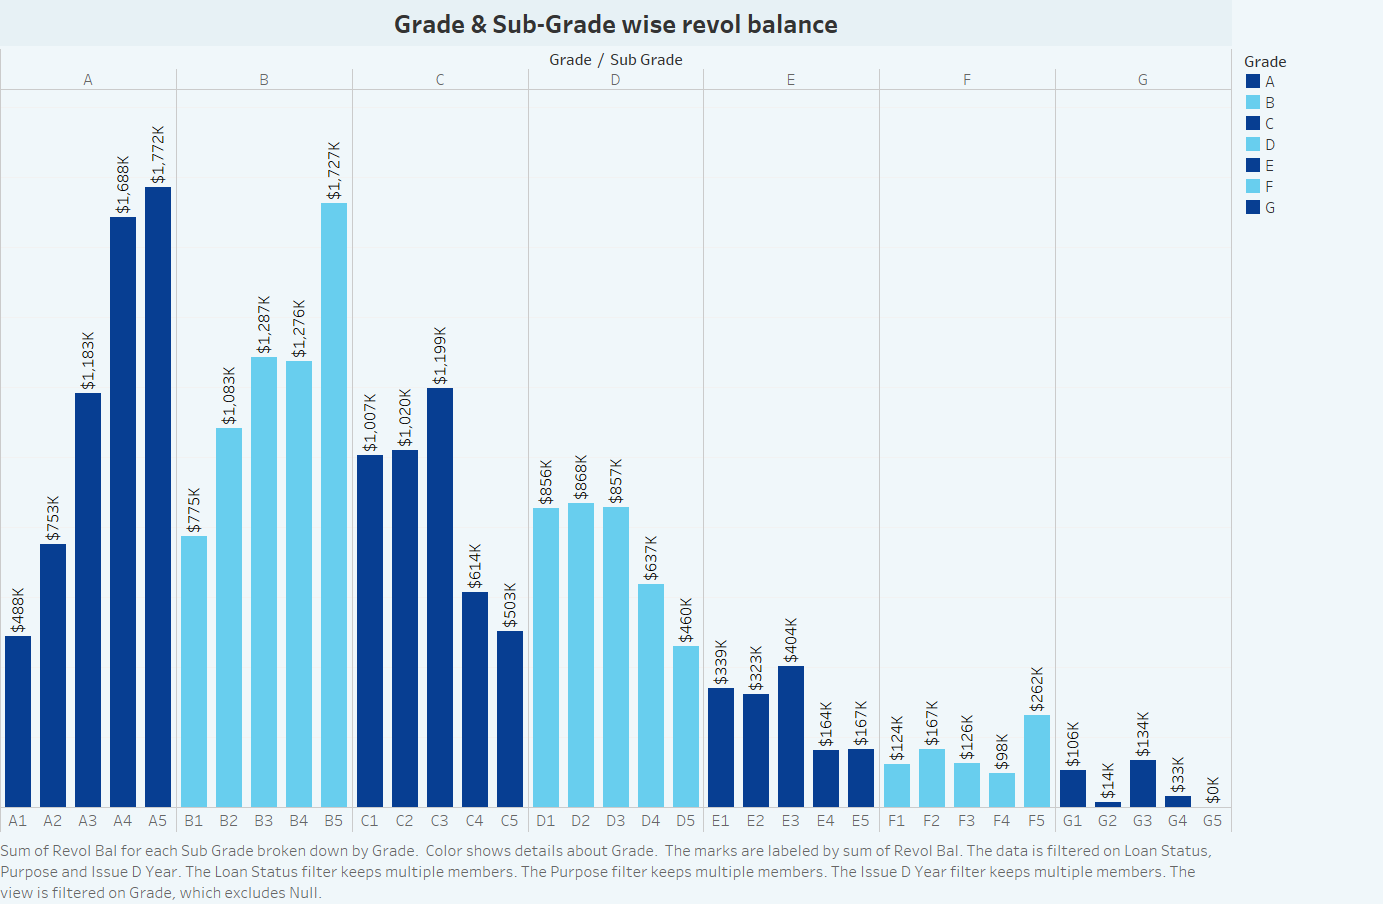 Grade & Sub-Grade wise revol balance
Grade / Sub Grade
A B C D E F G
Grade
A
B
C
D
E
F
G
$488K $753K $1,183K $1,688K $1,772K $775K $1,083K $1,287K $1,276K $1,727K $1,007K $1,020K $1,199K $614K $503K $856K $868K $857K $637K $460K $339K $323K $404K $164K $167K $124K $167K $126K $98K $262K $106K $14K $134K $33K $0K
A1 A2 A3 A4 A5 B1 B2 B3 B4 B5 C1 C2 C3 C4 C5 D1 D2 D3 D4 D5 E1 E2 E3 E4 E5 F1 F2 F3 F4 F5 G1 G2 G3 G4 G5
Sum of Revol Bal for each Sub Grade broken down by Grade.  Color shows details about Grade.  The marks are labeled by sum of Revol Bal. The data is filtered on Loan Status,
Purpose and Issue D Year. The Loan Status filter keeps multiple members. The Purpose filter keeps multiple members. The Issue D Year filter keeps multiple members. The
view is filtered on Grade, which excludes Null.